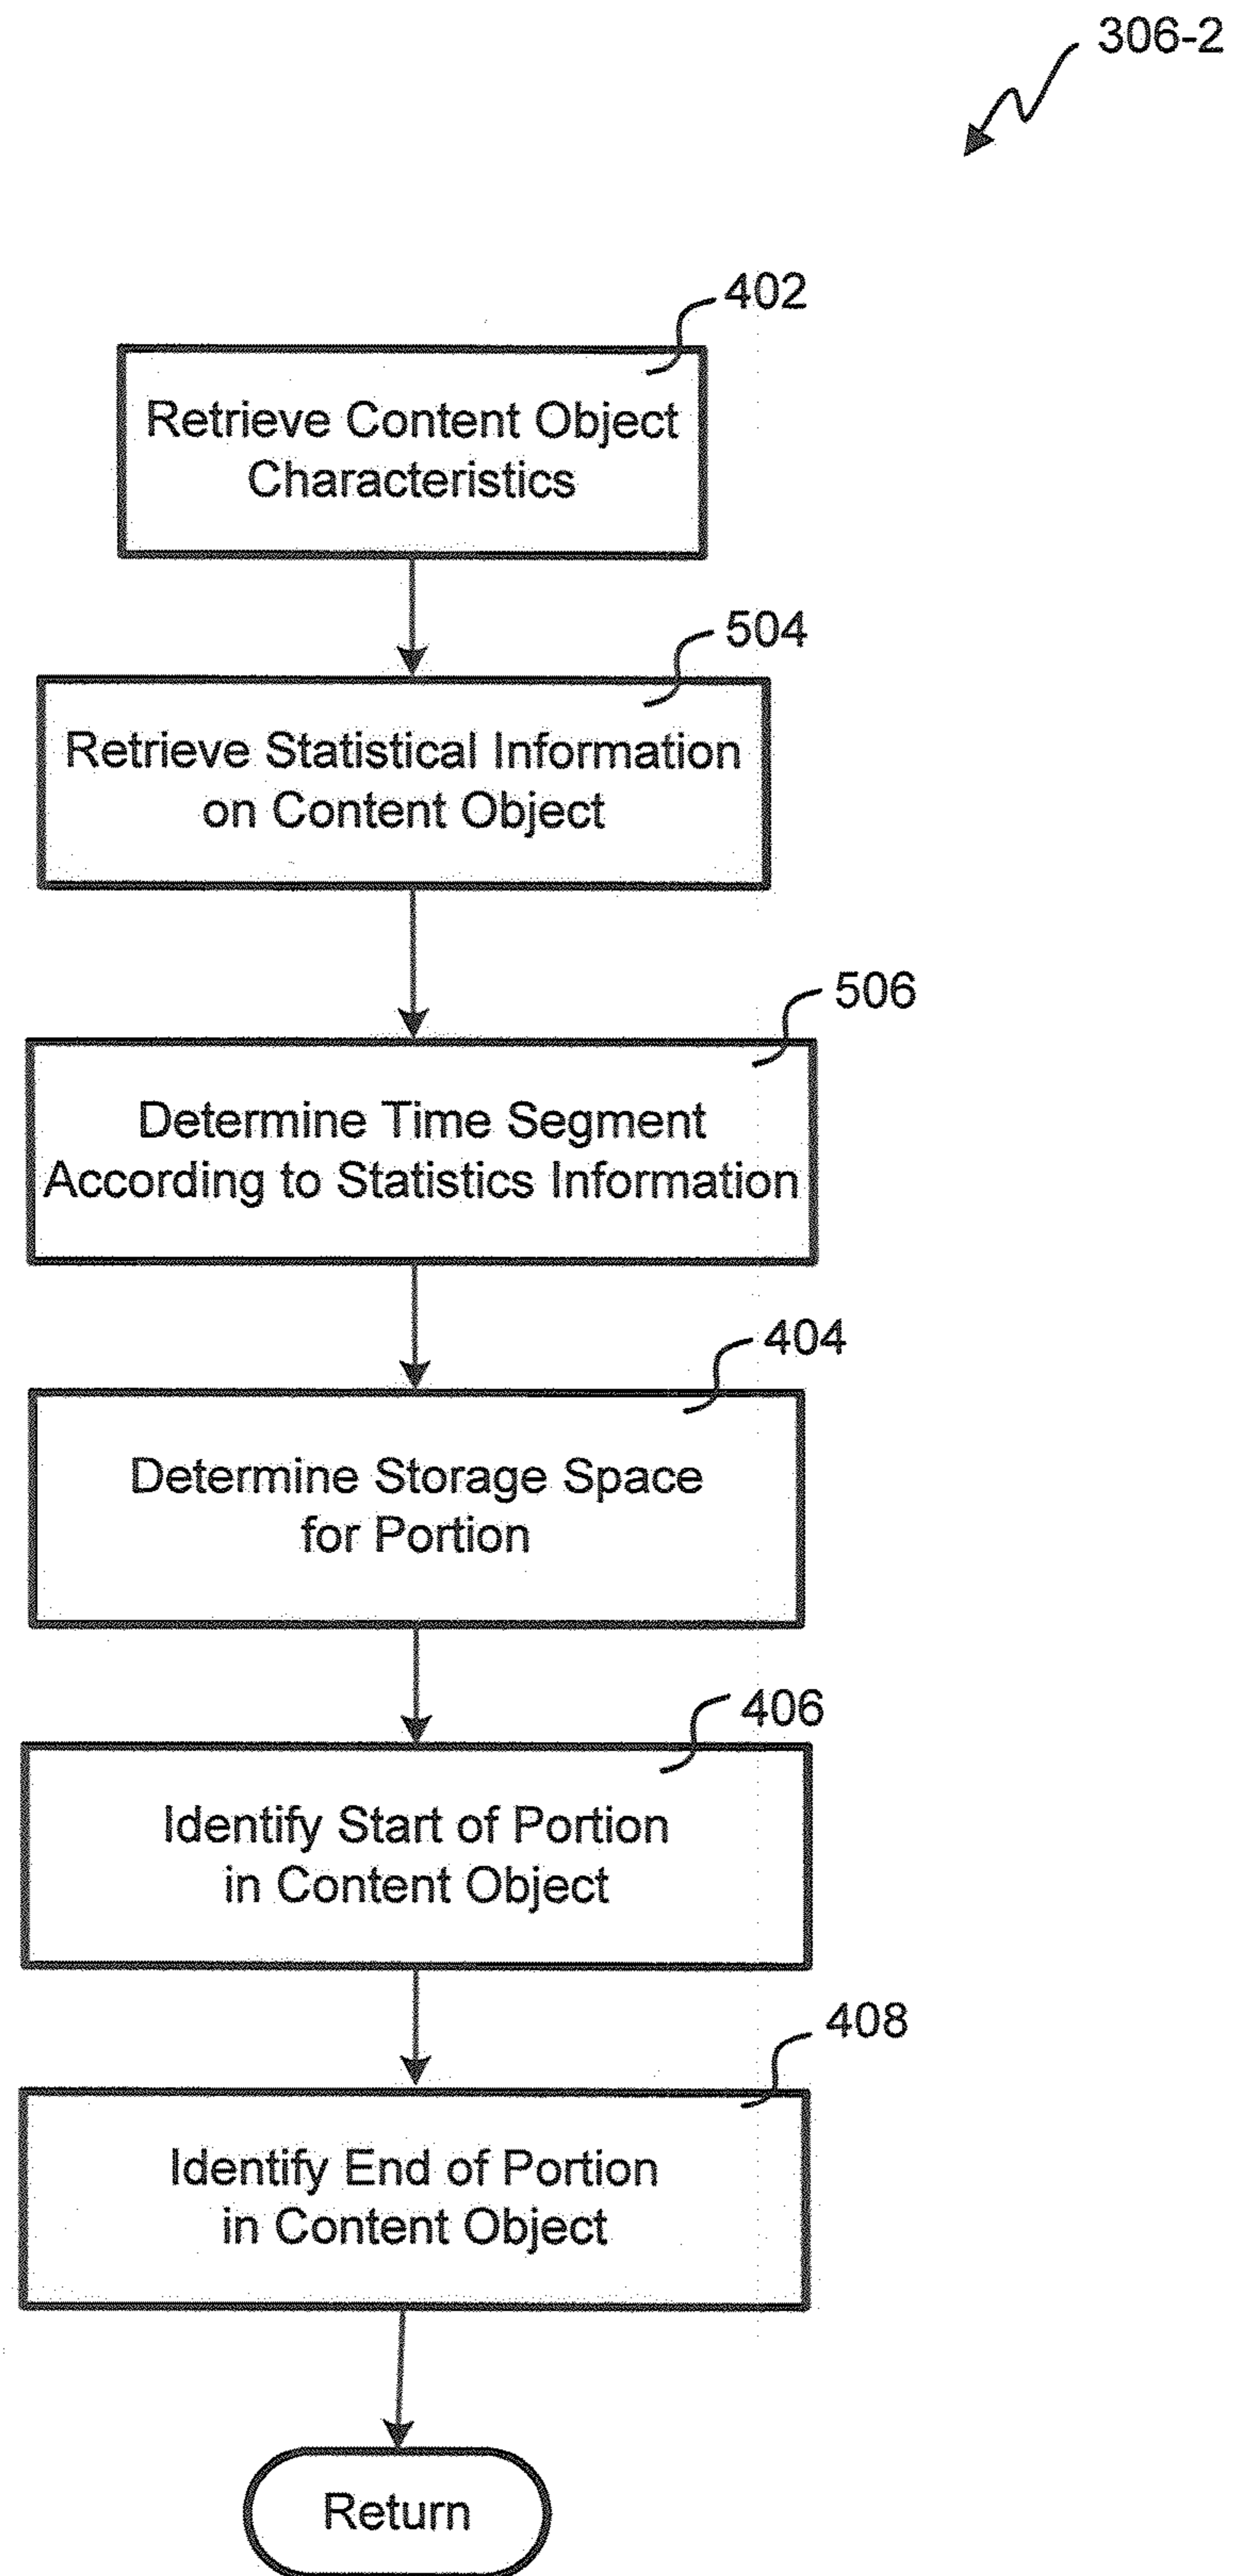 306-2
402
Retrieve Content Object
Characteristics
504
Retrieve Statistical Information
on Content Object
506
Determine Time Segment
According to Statistics Information
404
Determine Storage Space
for Portion
406
Identify Start of Portion
in Content Object
408
Identify End of Portion
in Content Object
Return